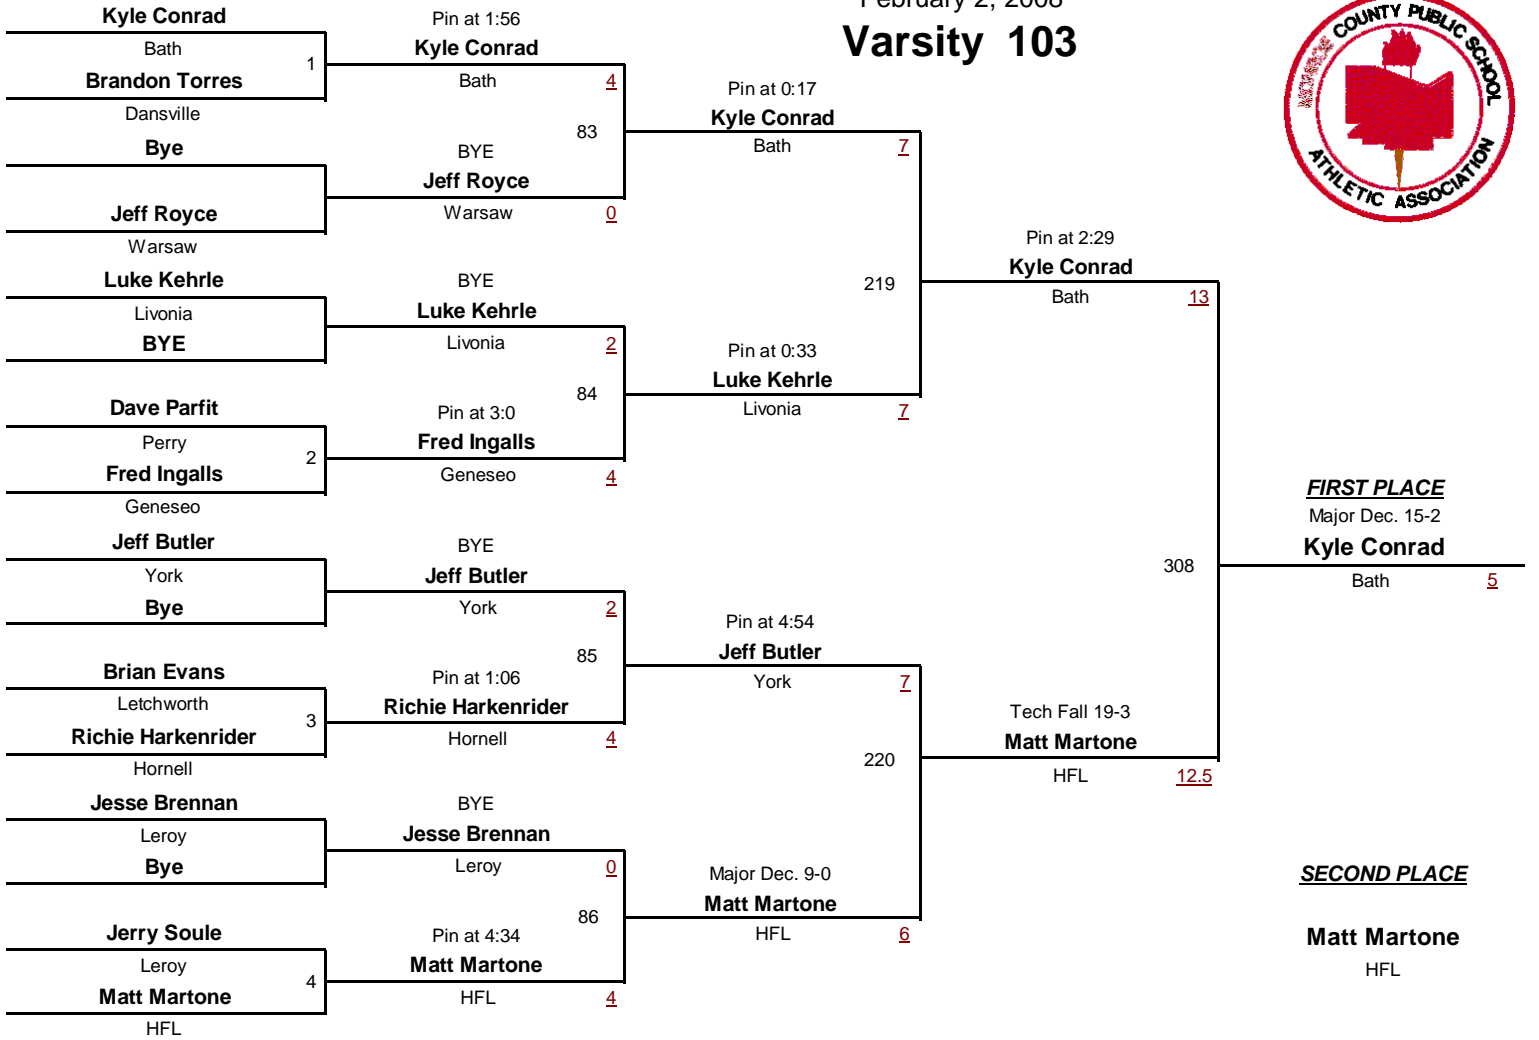 February 2, 2008
Varsity 103
MONROE COUNTY PUBLIC SCHOOL
ATHLETIC ASSOCIATION
Kyle Conrad
Bath
1
Brandon Torres
Dansville
Bye
Jeff Royce
Warsaw
Luke Kehrle
Livonia
BYE
Dave Parfit
Perry
2
Fred Ingalls
Geneseo
Jeff Butler
York
Bye
Brian Evans
Letchworth
3
Richie Harkenrider
Hornell
Jesse Brennan
Leroy
Bye
Jerry Soule
Leroy
4
Matt Martone
HFL
Pin at 1:56
Kyle Conrad
Bath 4
83
BYE
Jeff Royce
Warsaw 0
BYE
Luke Kehrle
Livonia 2
84
Pin at 3:0
Fred Ingalls
Geneseo 4
BYE
Jeff Butler
York 2
85
Pin at 1:06
Richie Harkenrider
Hornell 4
BYE
Jesse Brennan
Leroy 0
86
Pin at 4:34
Matt Martone
HFL 4
Pin at 0:17
Kyle Conrad
Bath 7
219
Pin at 0:33
Luke Kehrle
Livonia 7
Pin at 4:54
Jeff Butler
York 7
220
Major Dec. 9-0
Matt Martone
HFL 6
Pin at 2:29
Kyle Conrad
Bath 13
308
Tech Fall 19-3
Matt Martone
HFL 12.5
FIRST PLACE
Major Dec. 15-2
Kyle Conrad
Bath 5
SECOND PLACE
Matt Martone
HFL